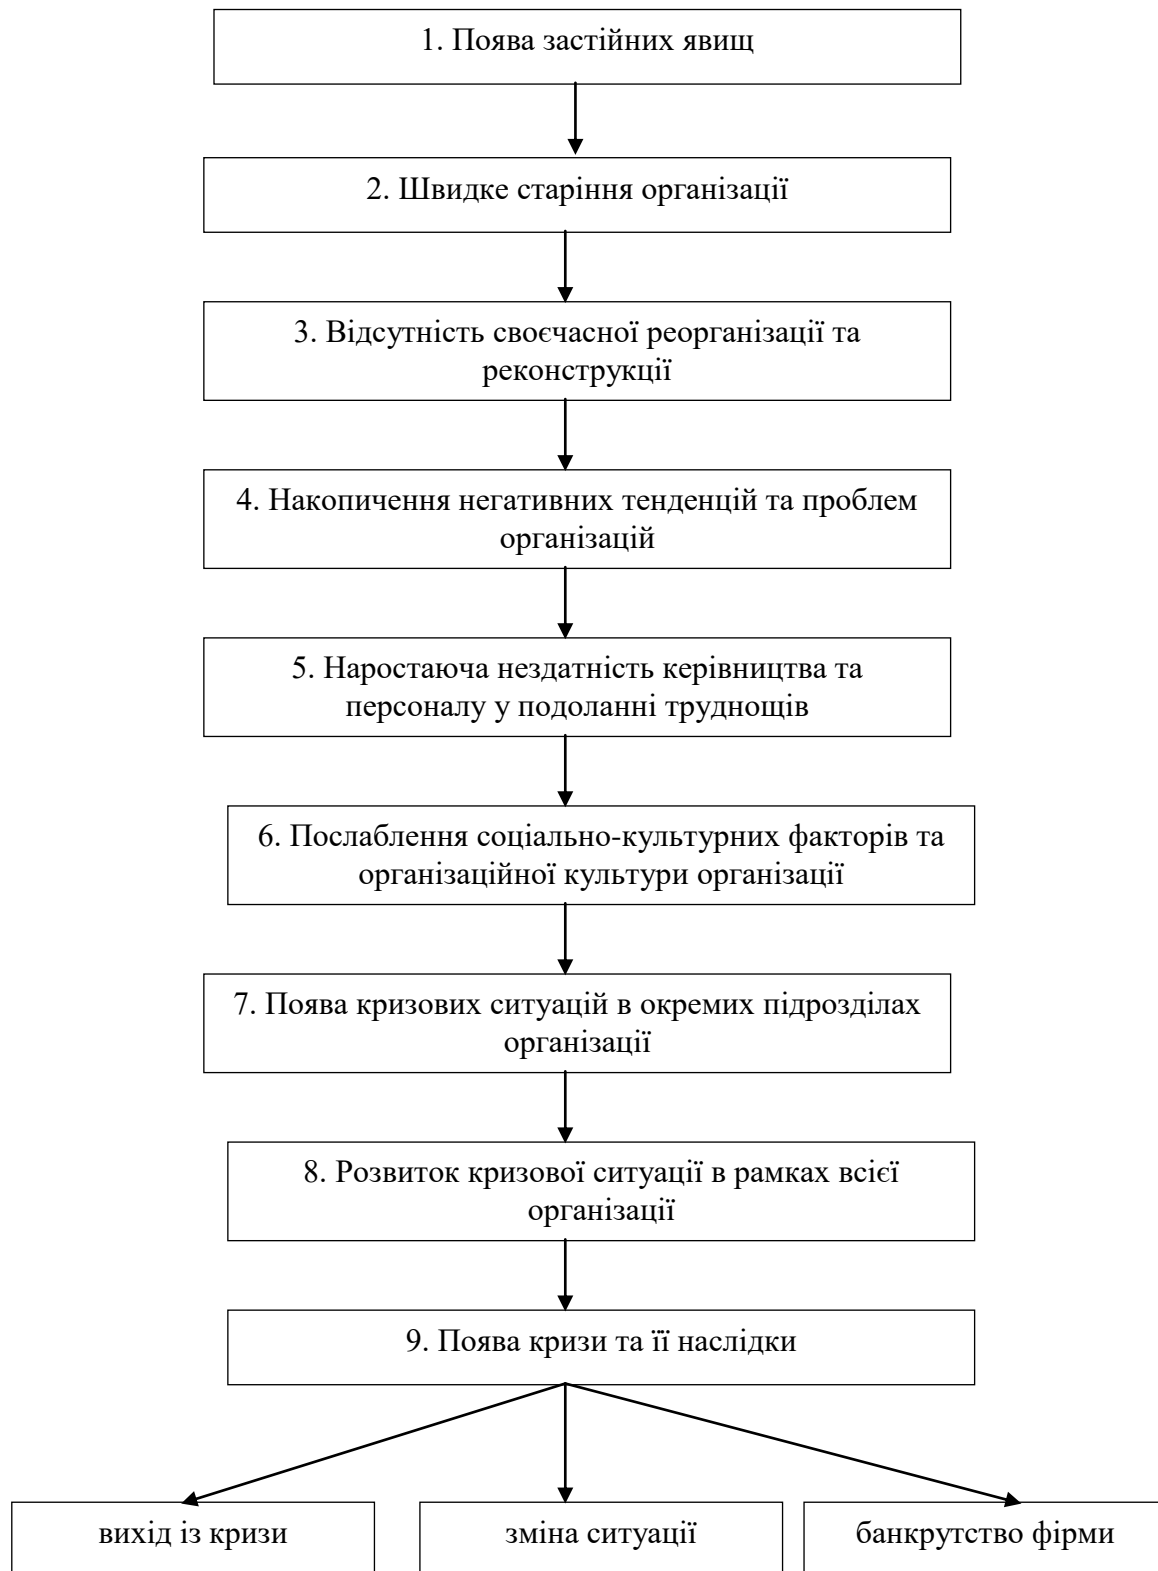 1. Поява застійних явищ
2. Швидке старіння організації
3. Відсутність своєчасної реорганізації та
реконструкції
4. Накопичення негативних тенденцій та проблем
організацій
5. Наростаюча нездатність керівництва та
персоналу у подоланні труднощів
6. Послаблення соціально-культурних факторів та
організаційної культури організації
7. Поява кризових ситуацій в окремих підрозділах
організації
8. Розвиток кризової ситуації в рамках всієї
організації
9. Поява кризи та її наслідки
вихід із кризи
зміна ситуації
банкрутство фірми